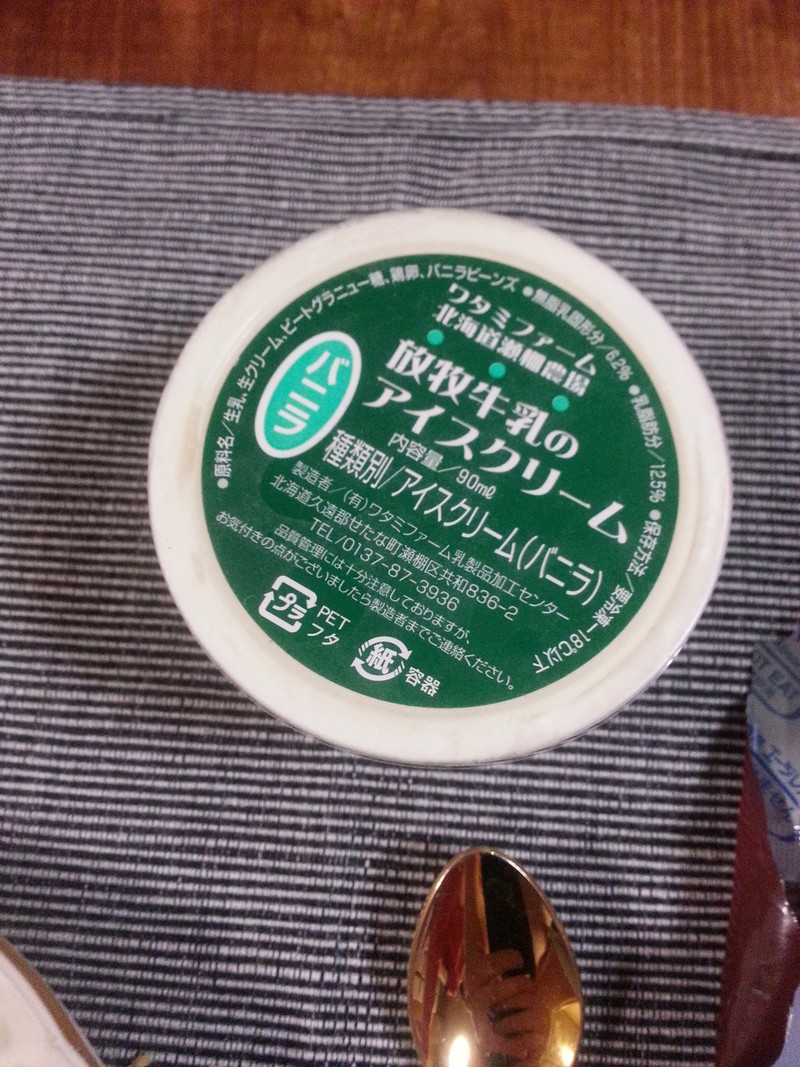 ●原料名／生乳、生クリーム、ビートグラニュー糖、鶏卵、バニラビーンズ ●無脂乳固形分／6.2% ●乳脂肪分／12.5% ●保存方法／要冷凍-18℃以下
ワタミファーム
北海道瀬棚農場
バニラ
放牧牛乳の
アイスクリーム
内容量／90mℓ
種類別/アイスクリーム(バニラ)
製造者／(有)ワタミファーム乳製品加工センター
北海道久遠郡せたな町瀬棚区共和836-2
TEL/0137-87-3936
品質管理には十分注意しておりますが、
お気付きの点がございましたら製造者までご連絡ください。
プラ
PET
フタ
紙
容器